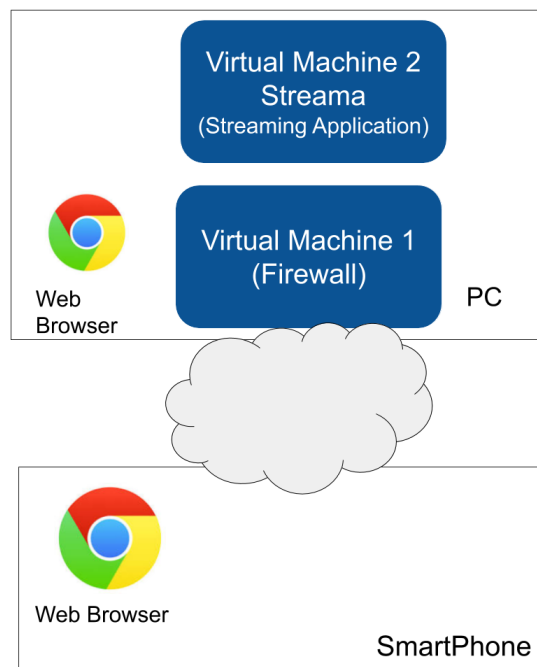 Virtual Machine 2
Streama
(Streaming Application)
Virtual Machine 1
(Firewall)
Web
Browser
PC
Web Browser
SmartPhone